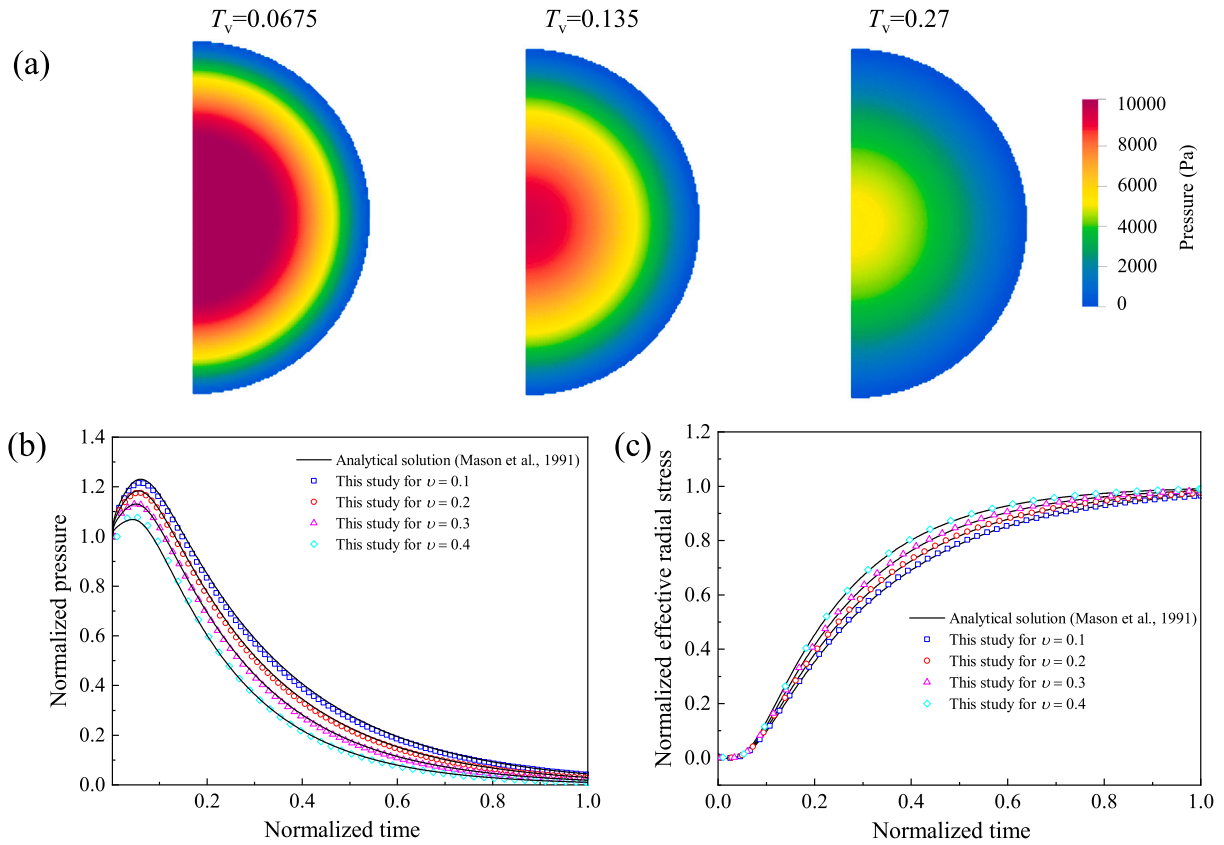 Tv=0.0675
Tv=0.135
Tv=0.27
(a)
10000
8000
6000
4000
2000
0
Pressure (Pa)
(b)
1.4
1.2
1.0
0.8
0.6
0.4
0.2
0.0
Normalized pressure
Analytical solution (Mason et al., 1991)
This study for υ = 0.1
This study for υ = 0.2
This study for υ = 0.3
This study for υ = 0.4
0.2
0.4
0.6
0.8
1.0
Normalized time
(c)
1.2
1.0
0.8
0.6
0.4
0.2
0.0
Normalized effective radial stress
Analytical solution (Mason et al., 1991)
This study for υ = 0.1
This study for υ = 0.2
This study for υ = 0.3
This study for υ = 0.4
0.0
0.2
0.4
0.6
0.8
1.0
Normalized time